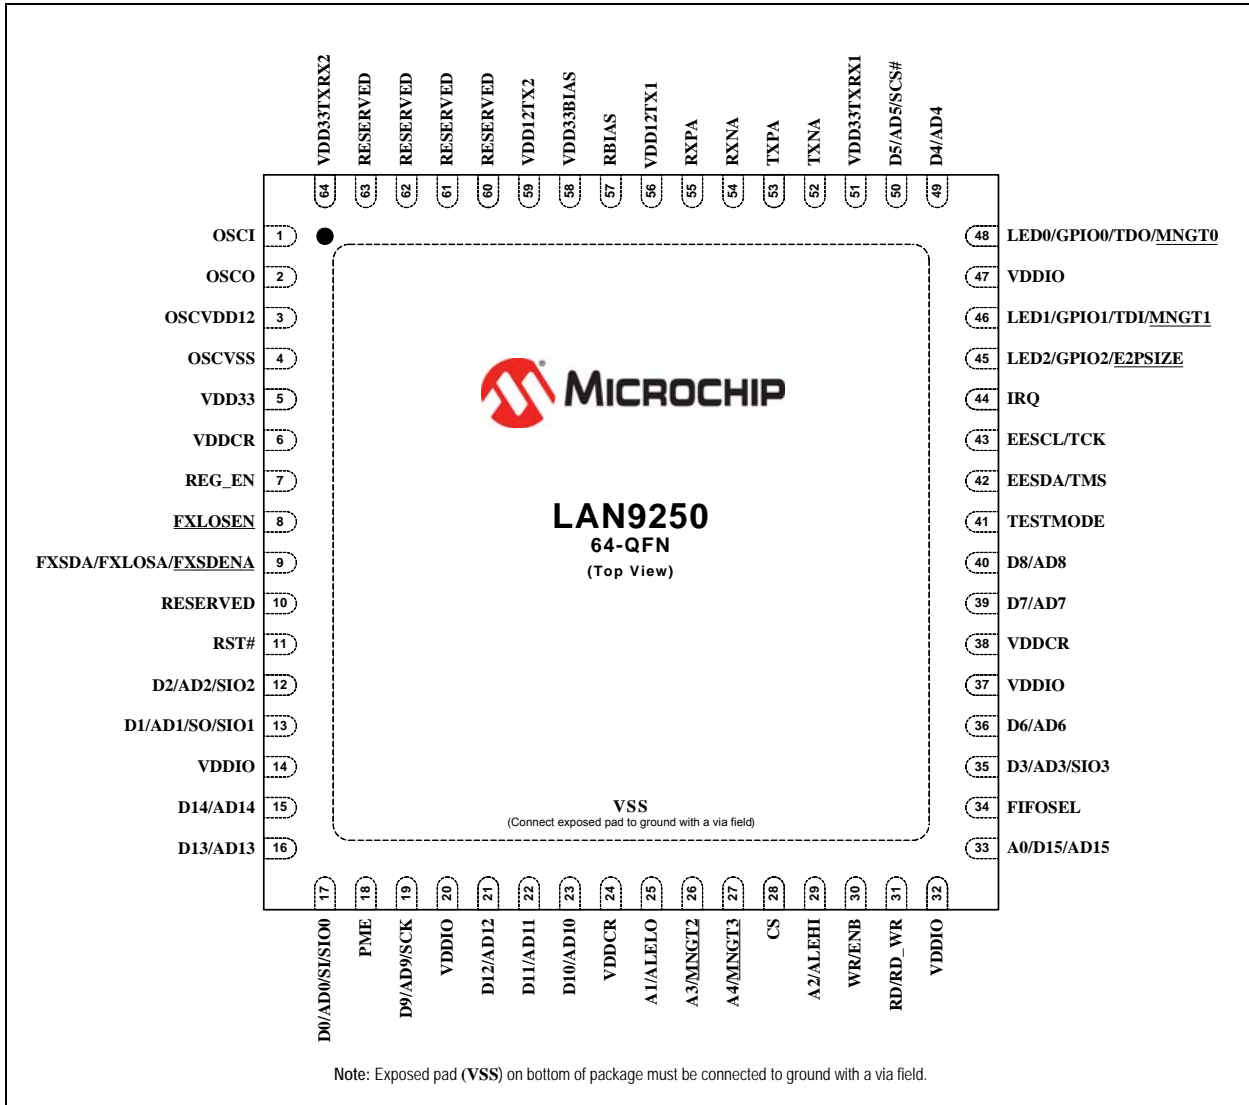 VDD33TXRX2
RESERVED
RESERVED
RESERVED
RESERVED
VDD12TX2
VDD33BIAS
RBIAS
VDD12TX1
RXPA
RXNA
TXPA
TXNA
VDD33TXRX1
D5/AD5/SCS#
D4/AD4
64
63
62
61
60
59
58
57
56
55
54
53
52
51
50
49
OSCI 1
OSCO 2
OSCVDD12 3
OSCVSS 4
VDD33 5
VDDCR 6
REG_EN 7
FXLOSEN 8
FXSDA/FXLOSA/FXSDENA 9
RESERVED 10
RST# 11
D2/AD2/SIO2 12
D1/AD1/SO/SIO1 13
VDDIO 14
D14/AD14 15
D13/AD13 16
MICROCHIP
®
LAN9250
64-QFN
(Top View)
VSS
(Connect exposed pad to ground with a via field)
48 LED0/GPIO0/TDO/MNGT0
47 VDDIO
46 LED1/GPIO1/TDI/MNGT1
45 LED2/GPIO2/E2PSIZE
44 IRQ
43 EESCL/TCK
42 EESDA/TMS
41 TESTMODE
40 D8/AD8
39 D7/AD7
38 VDDCR
37 VDDIO
36 D6/AD6
35 D3/AD3/SIO3
34 FIFOSEL
33 A0/D15/AD15
17
18
19
20
21
22
23
24
25
26
27
28
29
30
31
32
D0/AD0/SI/SIO0
PME
D9/AD9/SCK
VDDIO
D12/AD12
D11/AD11
D10/AD10
VDDCR
A1/ALELO
A3/MNGT2
A4/MNGT3
CS
A2/ALEHI
WR/ENB
RD/RD_WR
VDDIO
Note: Exposed pad (VSS) on bottom of package must be connected to ground with a via field.